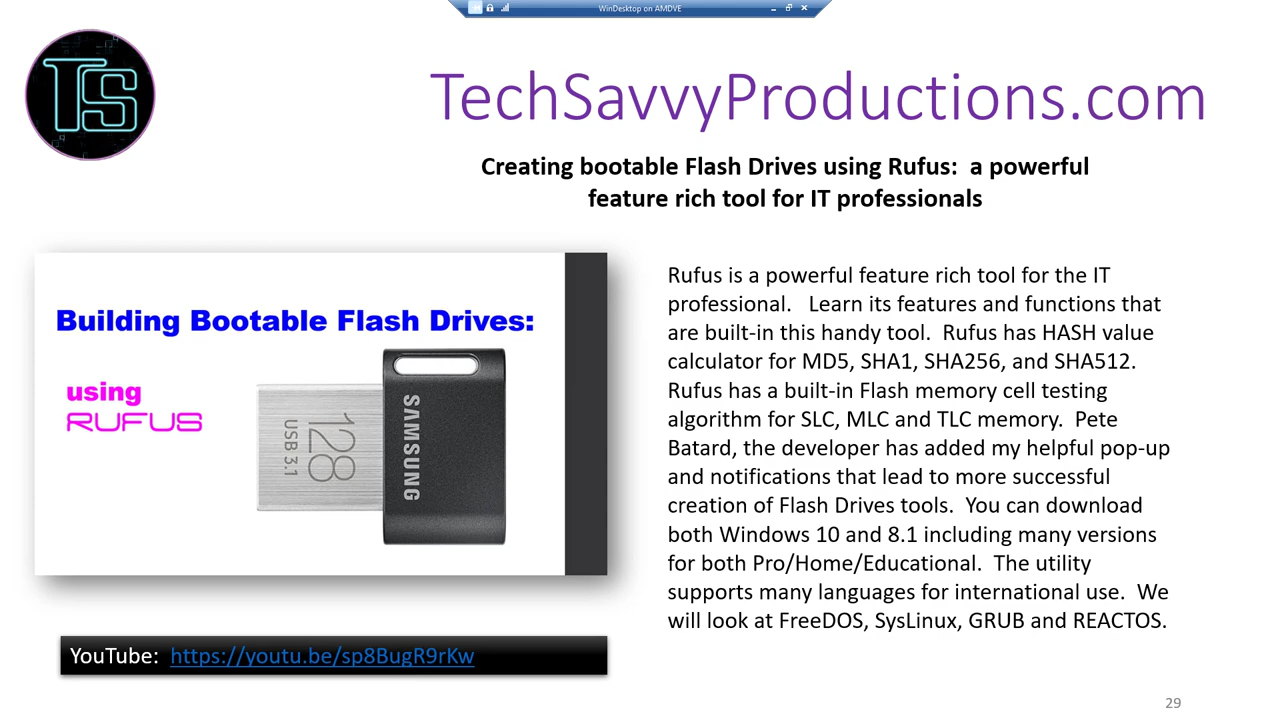 WinDesktop on AMDVE
TS
TechSavvyProductions.com
Creating bootable Flash Drives using Rufus:  a powerful
feature rich tool for IT professionals
Building Bootable Flash Drives:
using
RUFUS
SAMSUNG
128
USB 3.1
Rufus is a powerful feature rich tool for the IT
professional.   Learn its features and functions that
are built-in this handy tool.  Rufus has HASH value
calculator for MD5, SHA1, SHA256, and SHA512.
Rufus has a built-in Flash memory cell testing
algorithm for SLC, MLC and TLC memory.  Pete
Batard, the developer has added my helpful pop-up
and notifications that lead to more successful
creation of Flash Drives tools.  You can download
both Windows 10 and 8.1 including many versions
for both Pro/Home/Educational.  The utility
supports many languages for international use.  We
will look at FreeDOS, SysLinux, GRUB and REACTOS.
YouTube:  https://youtu.be/sp8BugR9rKw
29